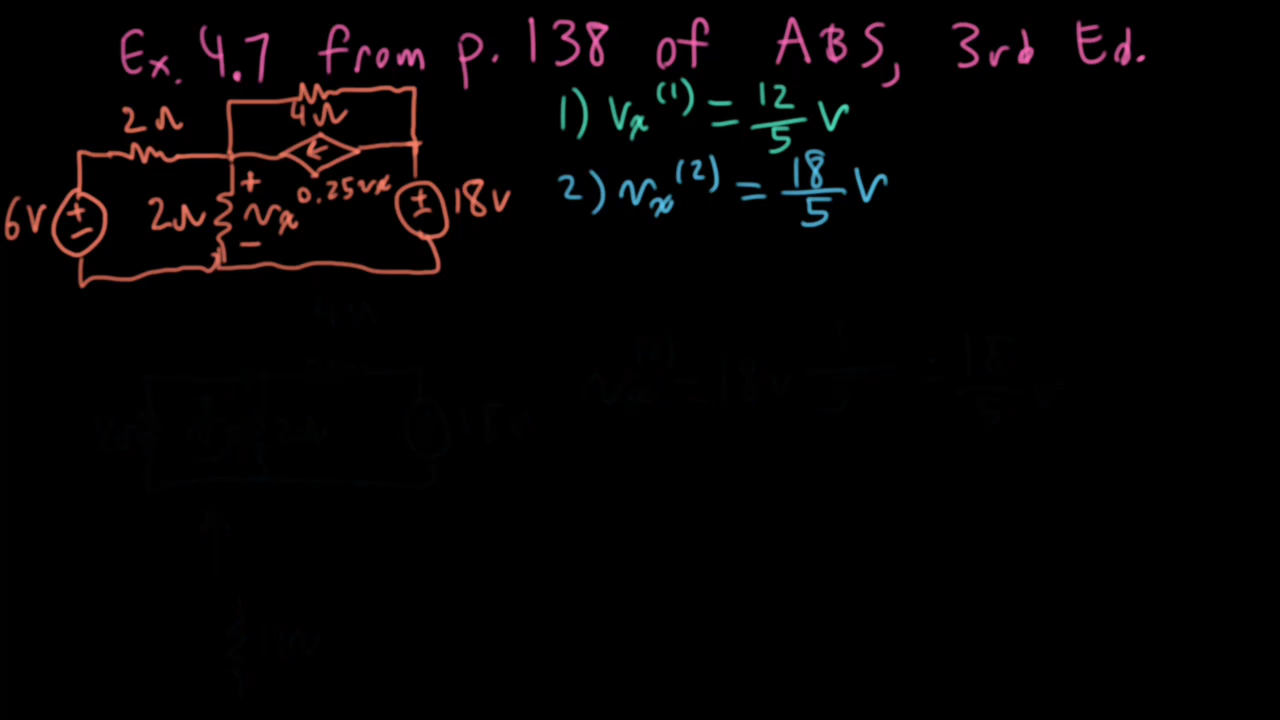 Ex. 4.7 from p. 138 of ABS, 3rd Ed.
1) Vx⁽¹⁾ = 12/5 V
2) Vx⁽²⁾ = 18/5 V
4Ω
2Ω
0.25Vx
6V + −
2Ω + Vx −
± 18V